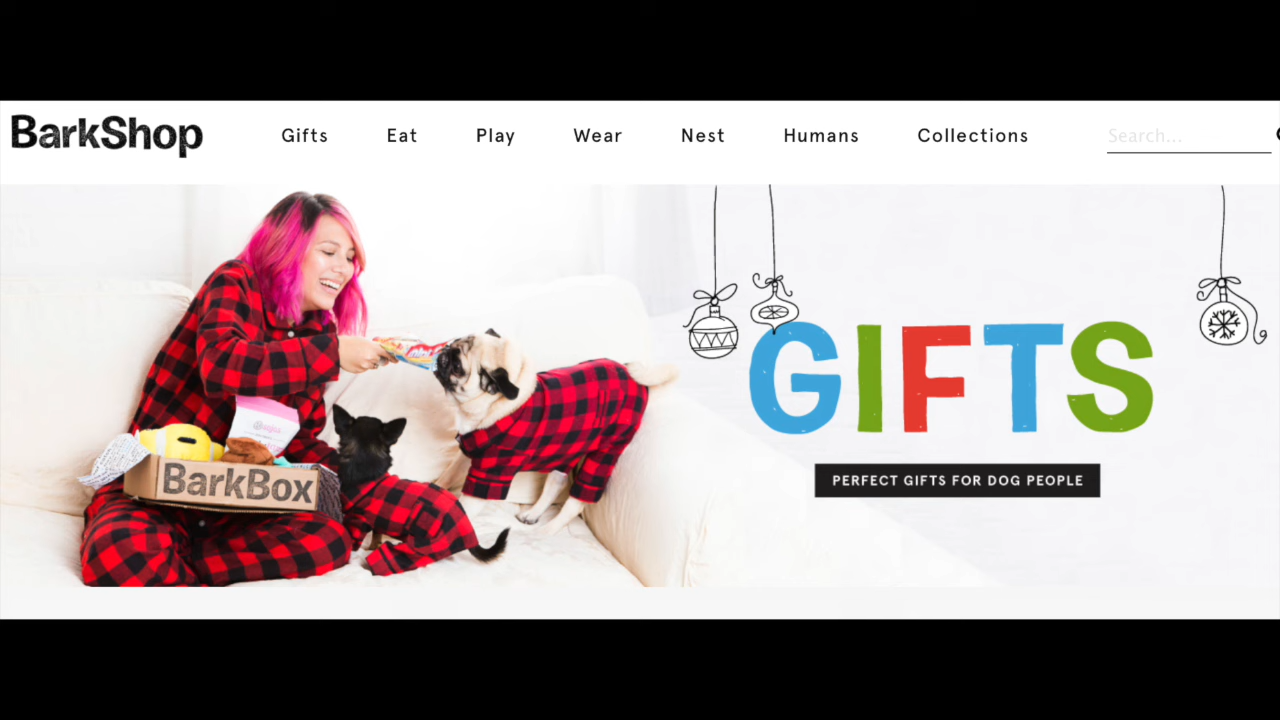 BarkShop
Gifts Eat Play Wear Nest Humans Collections Search...
GIFTS
PERFECT GIFTS FOR DOG PEOPLE
BarkBox